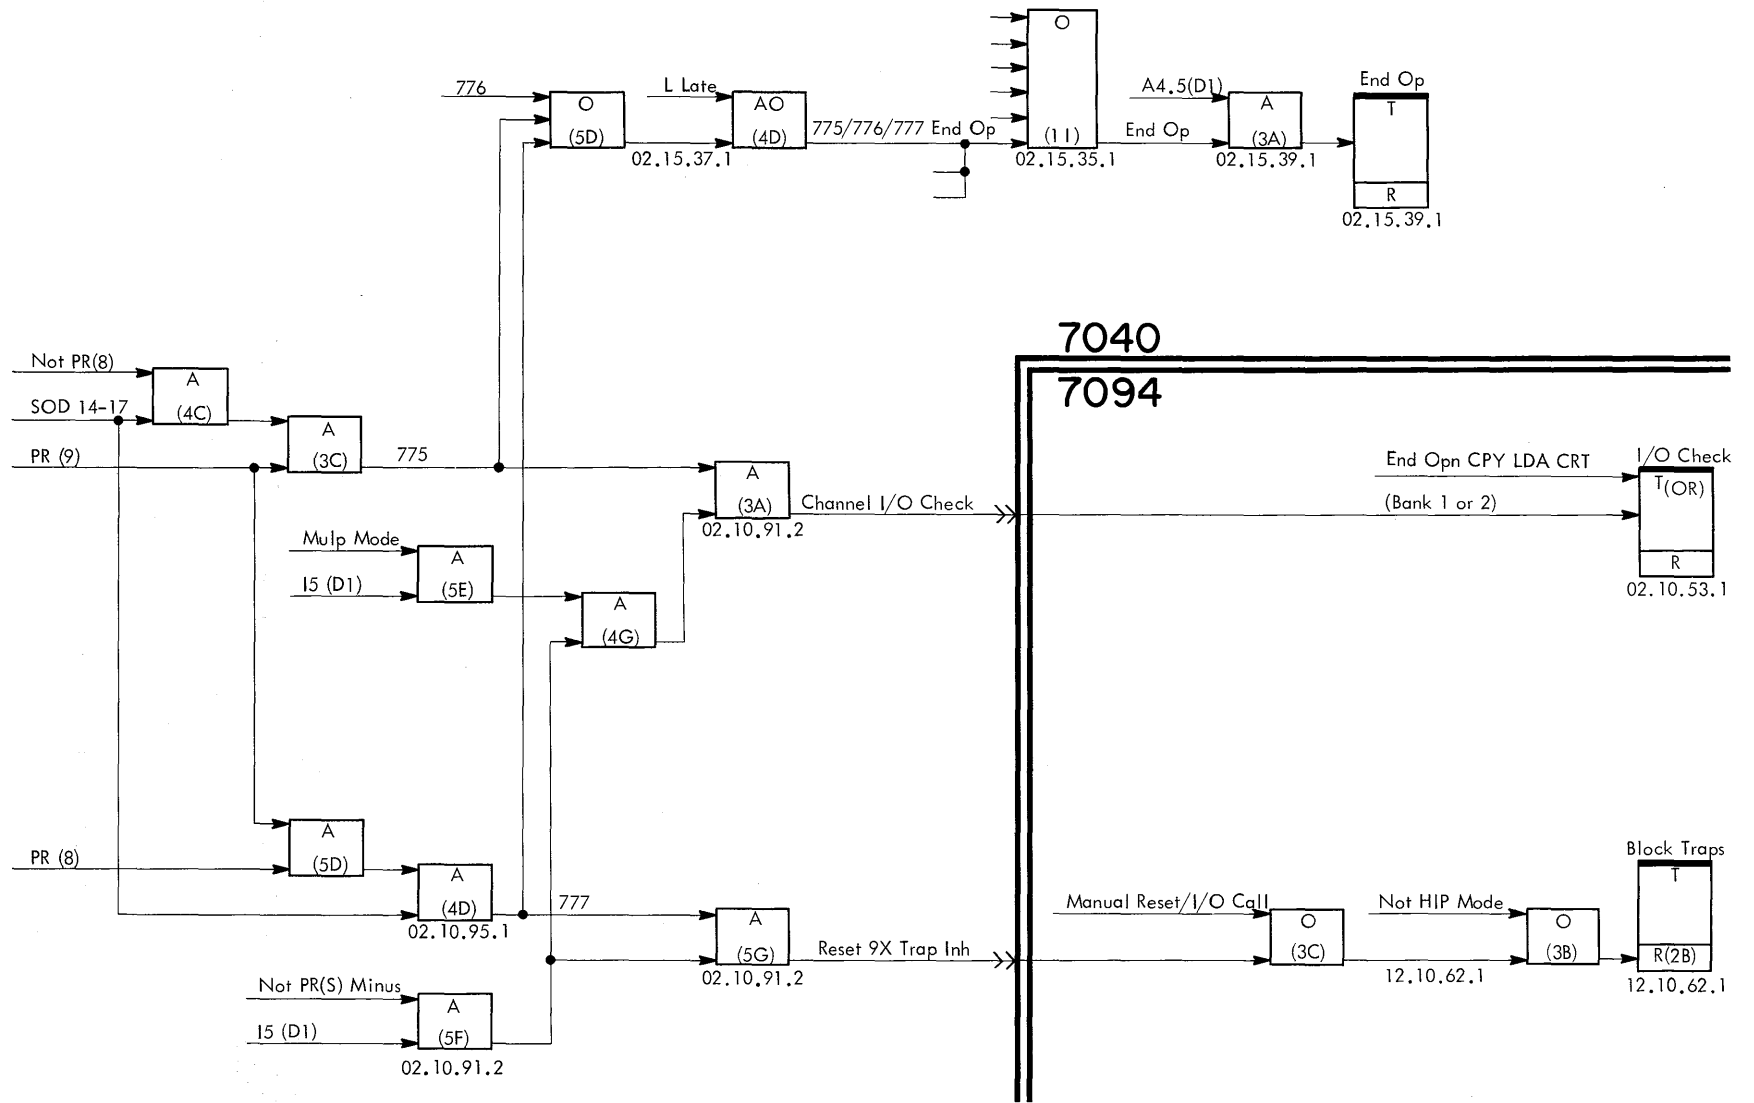 776
O
(5D)
02.15.37.1
L Late
AO
(4D)
775/776/777 End Op
O
(1I)
02.15.35.1
End Op
A4.5(D1)
A
(3A)
02.15.39.1
End Op
T
R
02.15.39.1
7040
7094
Not PR(8)
A
(4C)
SOD 14-17
A
(3C)
PR (9)
775
A
(3A)
02.10.91.2
Channel I/O Check
End Opn CPY LDA CRT
(Bank 1 or 2)
I/O Check
T(OR)
R
02.10.53.1
Mulp Mode
I5 (D1)
A
(5E)
A
(4G)
A
(5D)
PR (8)
A
(4D)
02.10.95.1
777
A
(5G)
02.10.91.2
Reset 9X Trap Inh
Manual Reset/I/O Call
O
(3C)
12.10.62.1
Not HIP Mode
O
(3B)
Block Traps
T
R(2B)
12.10.62.1
Not PR(S) Minus
I5 (D1)
A
(5F)
02.10.91.2